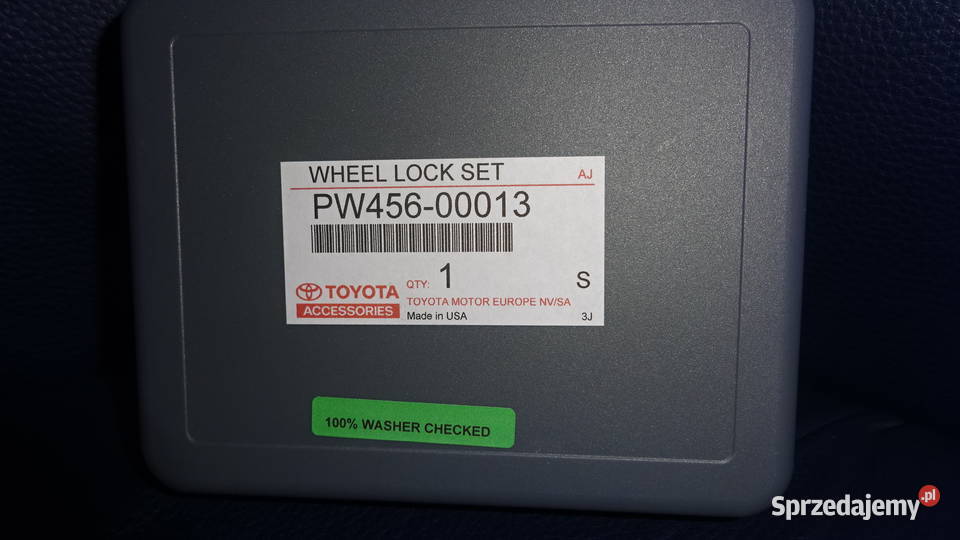 WHEEL LOCK SET AJ
PW456-00013
QTY: 1 S
TOYOTA
TOYOTA MOTOR EUROPE NV/SA
ACCESSORIES
Made in USA 3J
100% WASHER CHECKED
Sprzedajemy.pl